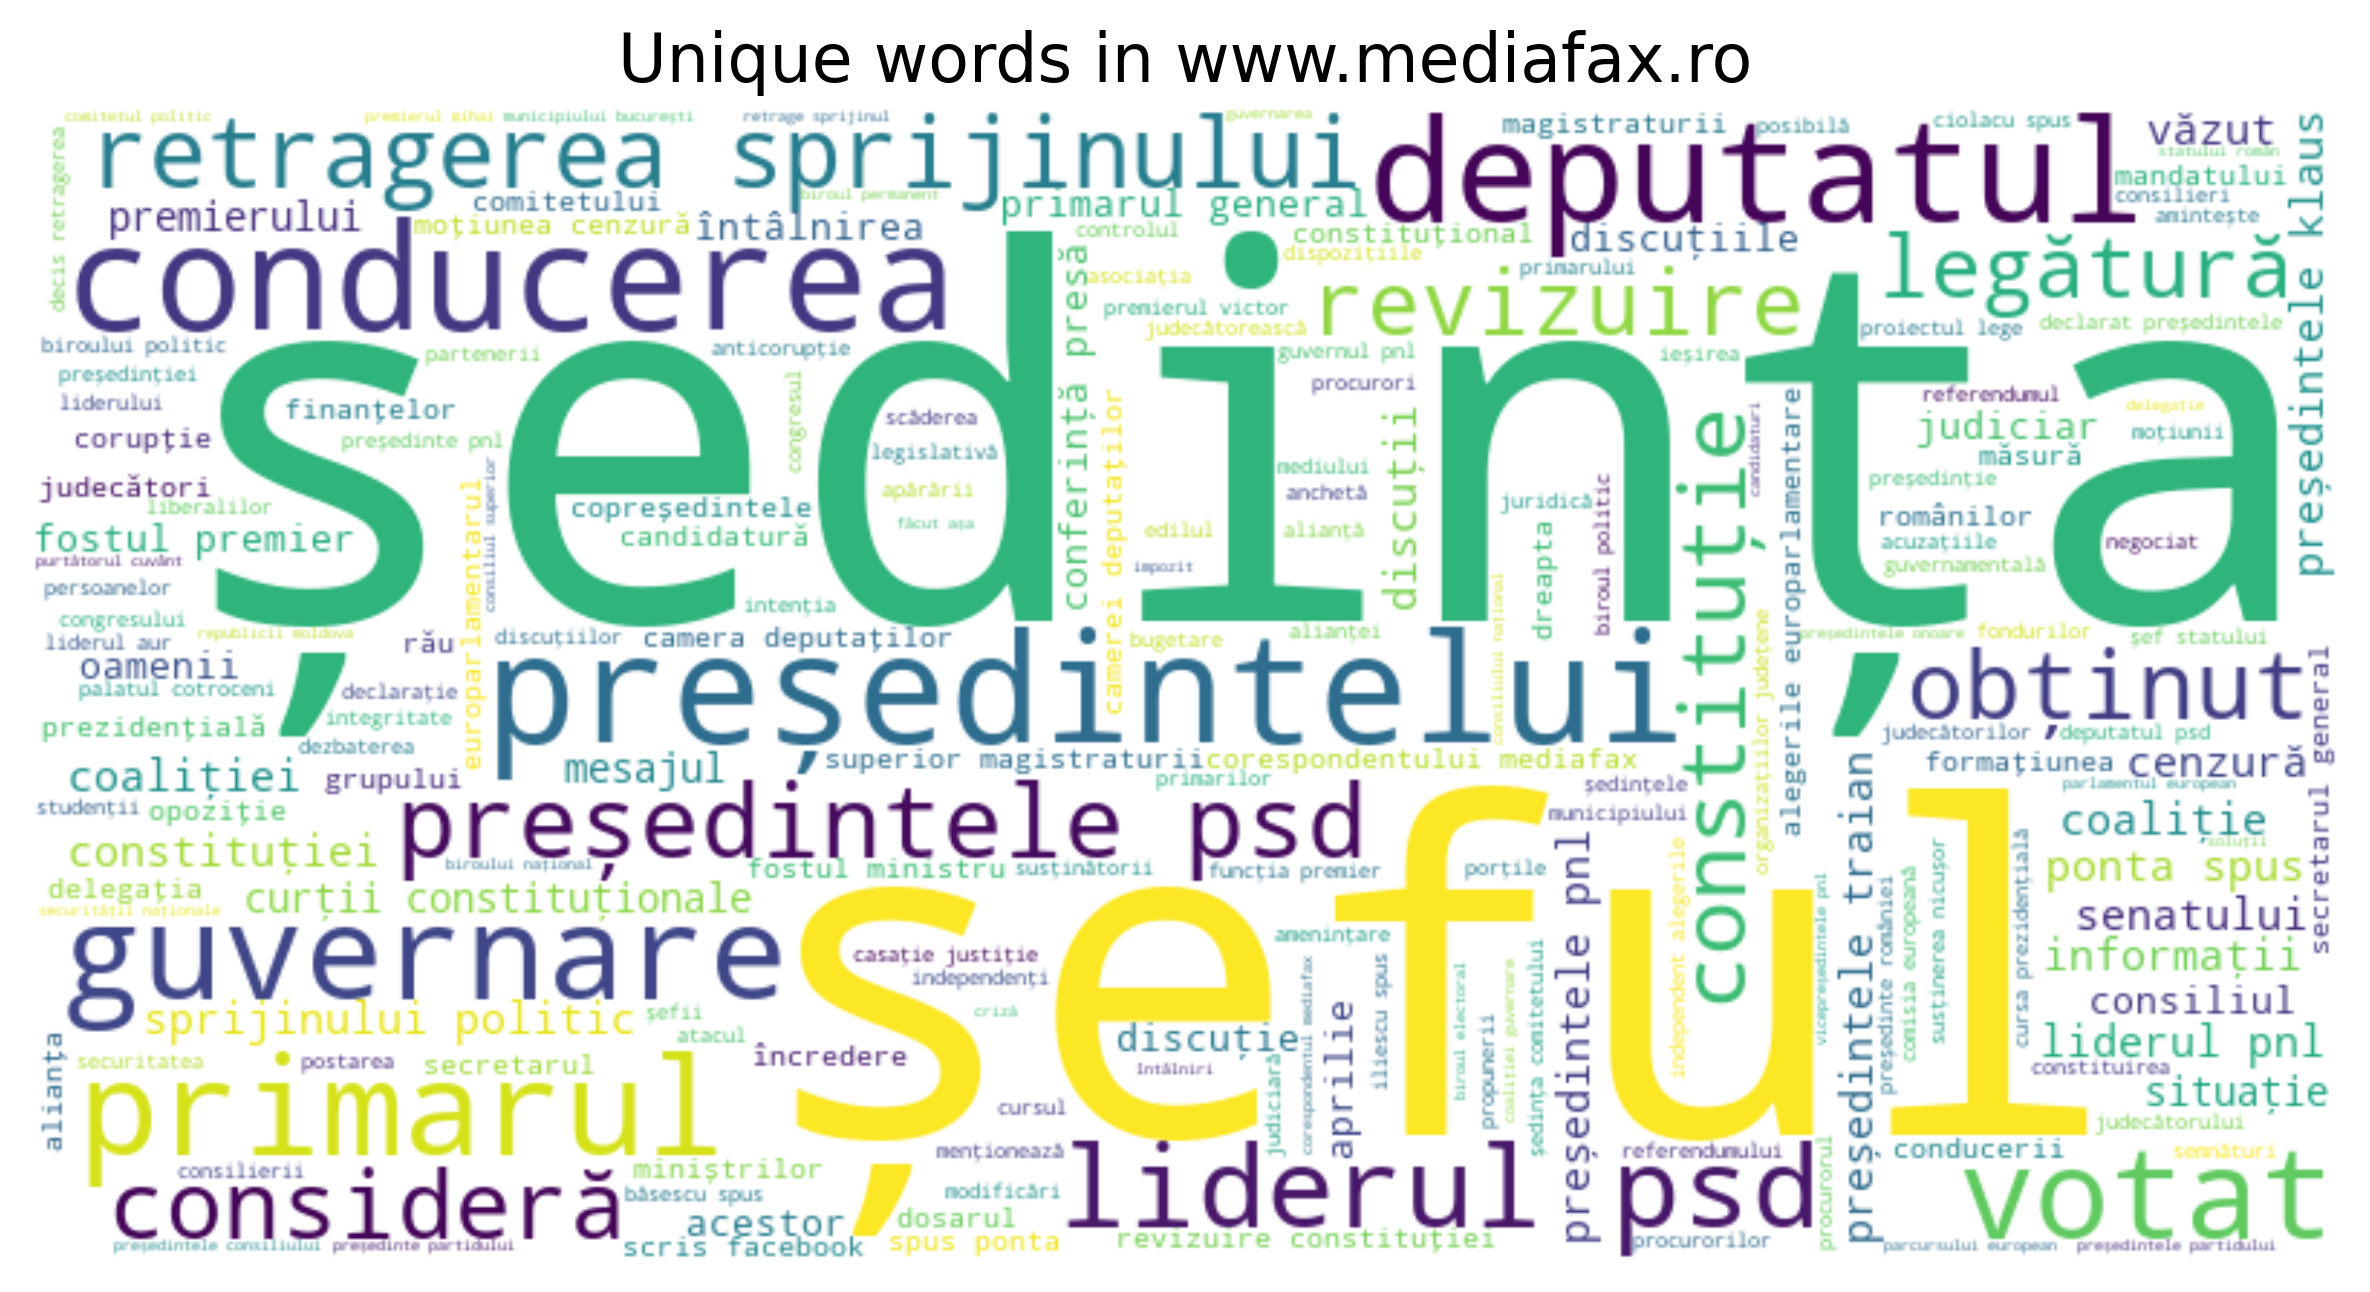 Unique words in www.mediafax.ro
comitetul politic
premierul mihai
municipiului bucurești
retrage sprijinul
guvernarea
retragerea sprijinului
deputatul
magistraturii
posibilă
ciolacu spus
văzut
statului român
mandatului
consilieri
amintește
președintele klaus
decis retragerea
premierului
comitetului
biroul permanent
primarul general
moțiunea cenzură
întâlnirea
controlul
constituțional
discuțiile
dispozițiile
conducerea
asociația
primarului
legătură
premierul victor
revizuire
judecătorească
proiectul lege
declarat președintele
biroului politic
partenerii
anticorupție
conferință presă
guvernul pnl
ieșirea
ședința
președinției
liderului
finanțelor
congresul
scăderea
procurori
referendumul
delegație
corupție
președinte pnl
legislativă
judiciar
moțiunii
măsură
judecători
liberalilor
apărării
mediului
anchetă
președinție
copreședintele
candidatură
făcut așa
camerei deputaților
discuții
juridică
candidaturi
alegerile europarlamentare
românilor
fostul premier
purtătorul cuvânt
europarlamentarul
consiliul superior
edilul
alianță
dreapta
biroul politic
constituție
acuzațiile
negociat
guvernamentală
persoanelor
impozit
congresului
intenția
republicii moldova
liderul aur
rău
discuțiilor
camera deputaților
bugetare
alianței
consiliului național
președintele onoare
fondurilor
șef statului
oamenii
palatul cotroceni
declarație
președintelui
organizațiilor județene
obținut
secretarul general
prezidențială
integritate
dezbaterea
judecătorilor
deputatul psd
coaliției
grupului
mesajul
superior magistraturii
corespondentului mediafax
formațiunea
cenzură
studenții
opoziție
primarilor
ședințele
parlamentul european
președintele psd
municipiului
coaliție
soluții
constituției
biroului național
fostul ministru
susținătorii
funcția premier
porțile
ponta spus
delegația
securității naționale
curții constituționale
șeful
președintele pnl
independent alegerile
vicepreședintele pnl
președintele traian
președinte româniei
comisia europeană
susținerea nicușor
cursa prezidențială
senatului
guvernare
casație justiție
independenți
amenințare
informații
consiliul
sprijinului politic
șefii
atacul
criză
discuție
întâlniri
corespondentul mediafax
aprilie
iliescu spus
biroul electoral
propunerii
coaliției guvernare
ședința comitetului
liderul pnl
constituirea
alianța
securitatea
postarea
secretarul
încredere
judiciară
situație
primarul
cursul
judecătorului
menționează
liderul psd
referendumului
procurorul
conducerii
semnături
consilierii
consideră
miniștrilor
băsescu spus
modificări
votat
acestor
dosarul
președintele consiliului
președinte partidului
scris facebook
spus ponta
revizuire constituției
procurorilor
parcursului european
președintele partidului